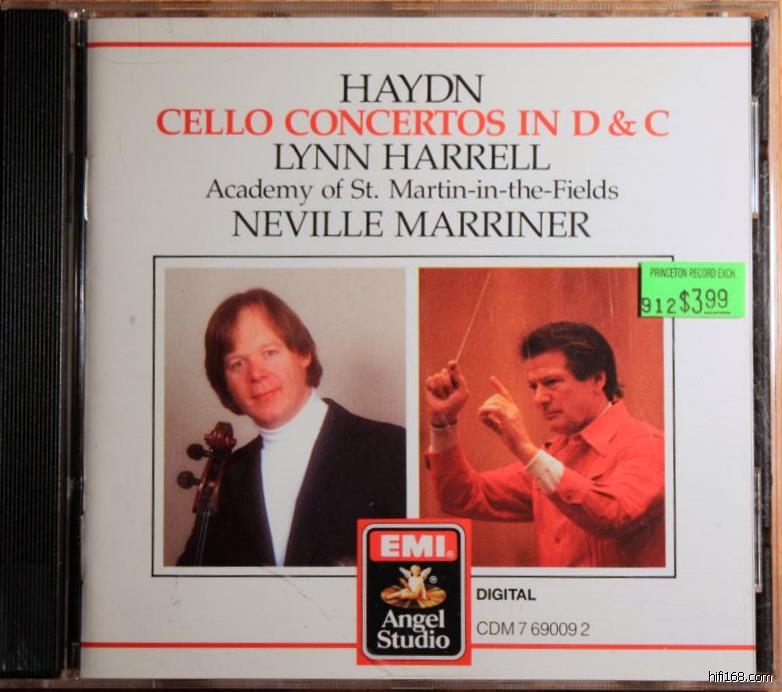 HAYDN
CELLO CONCERTOS IN D & C
LYNN HARRELL
Academy of St. Martin-in-the-Fields
NEVILLE MARRINER
PRINCETON RECORD EXCH.
912 $3.99
EMI®
®
Angel
Studio
DIGITAL
CDM 7 69009 2
hifi168.com